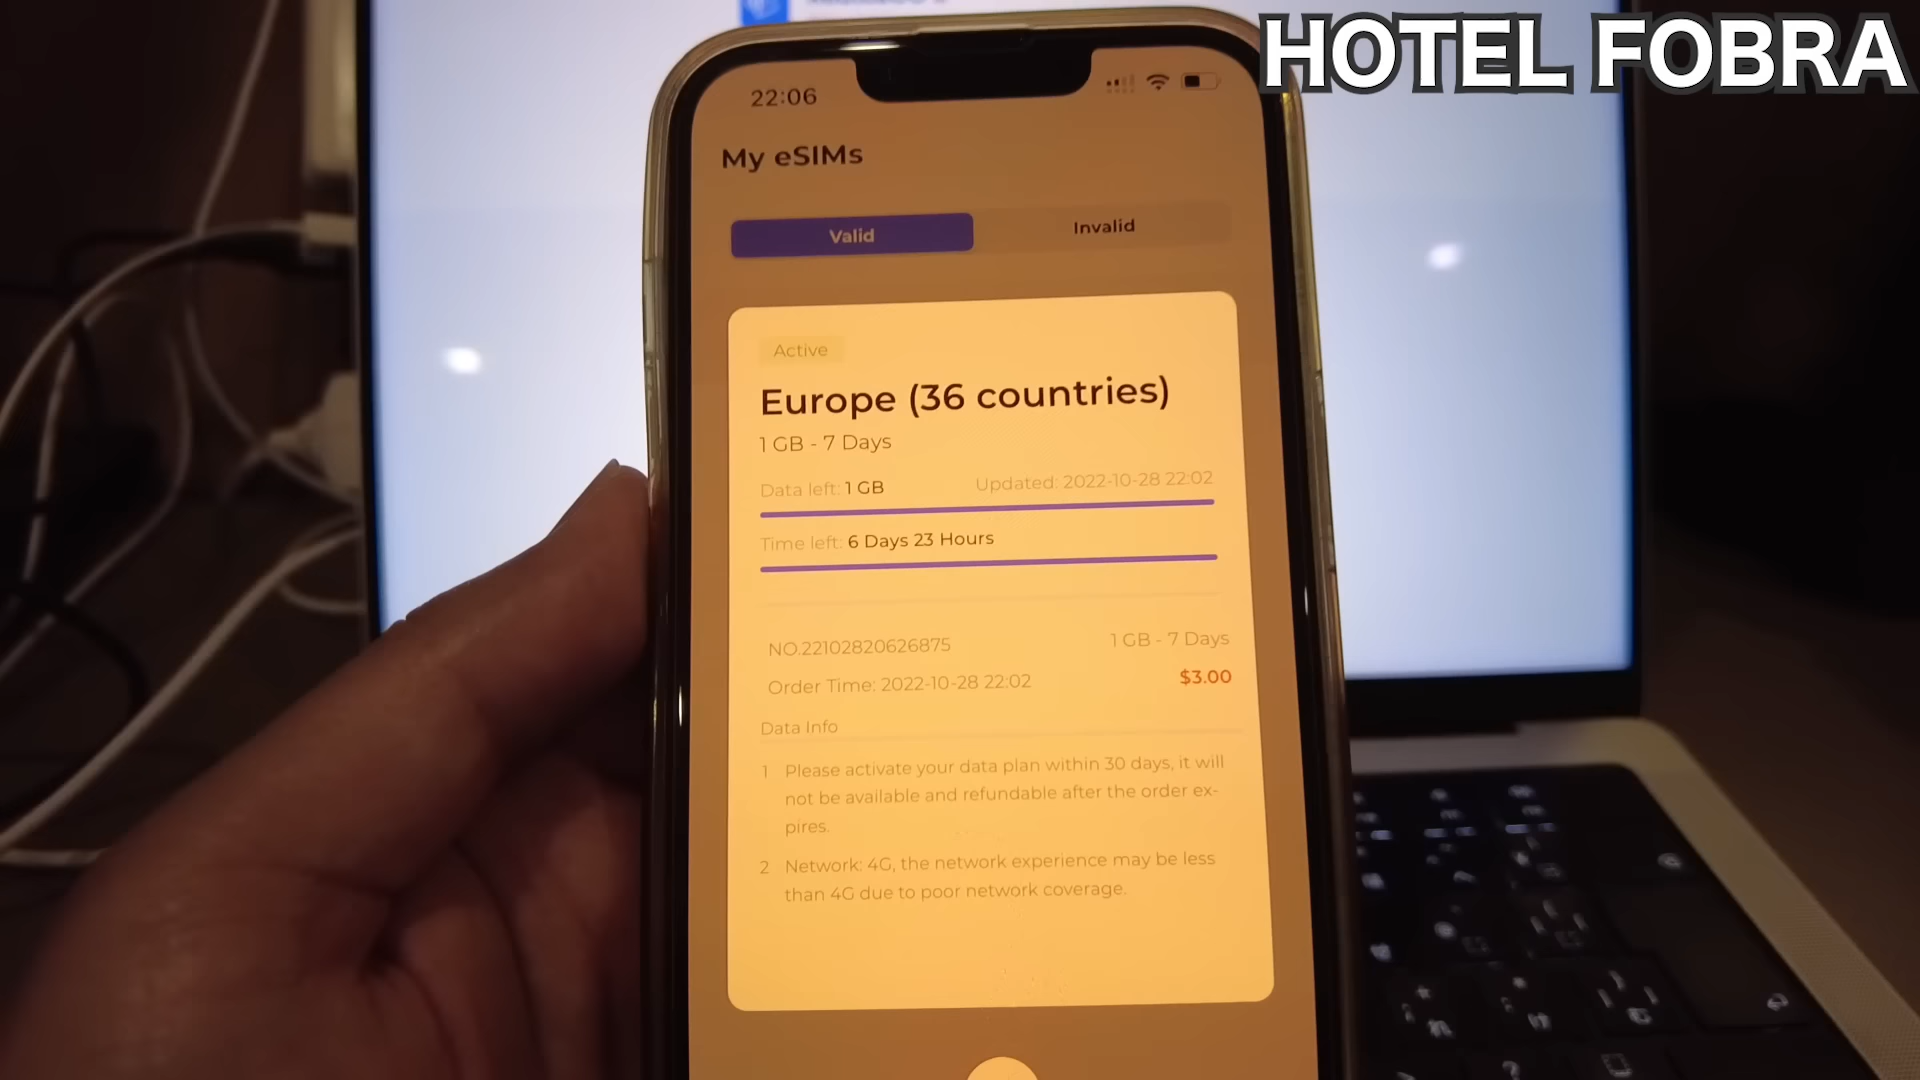 HOTEL FOBRA
22:06
My eSIMs
Valid
Invalid
Active
Europe (36 countries)
1 GB - 7 Days
Data left: 1 GB
Updated: 2022-10-28 22:02
Time left: 6 Days 23 Hours
NO.22102820626875
1 GB - 7 Days
Order Time: 2022-10-28 22:02
$3.00
Data Info
1 Please activate your data plan within 30 days, it will
not be available and refundable after the order ex-
pires.
2 Network: 4G, the network experience may be less
than 4G due to poor network coverage.